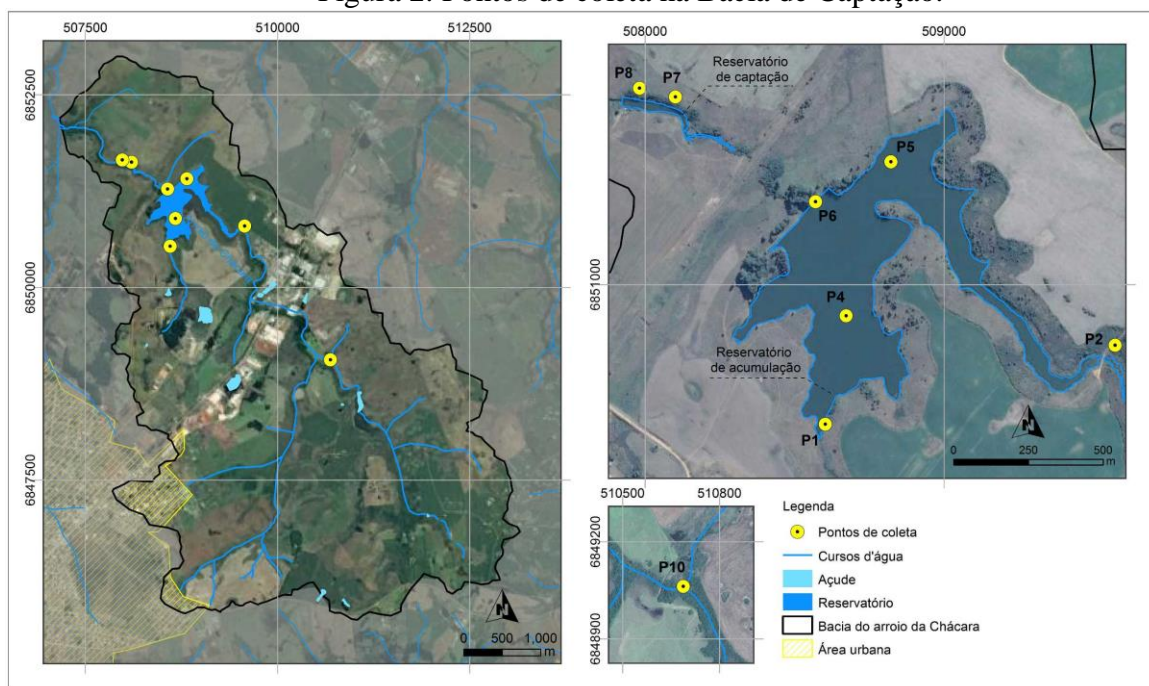 Figura 2. Pontos de coleta na Bacia de Captação.
507500
510000
512500
6852500
6850000
6847500
N
0
500
1,000
m
508000
509000
6851000
P8
P7
Reservatório
de captação
P5
P6
P4
P2
Reservatório
de acumulação
P1
N
0
250
500
m
510500
510800
6849200
6848900
P10
Legenda
Pontos de coleta
Cursos d'água
Açude
Reservatório
Bacia do arroio da Chácara
Área urbana